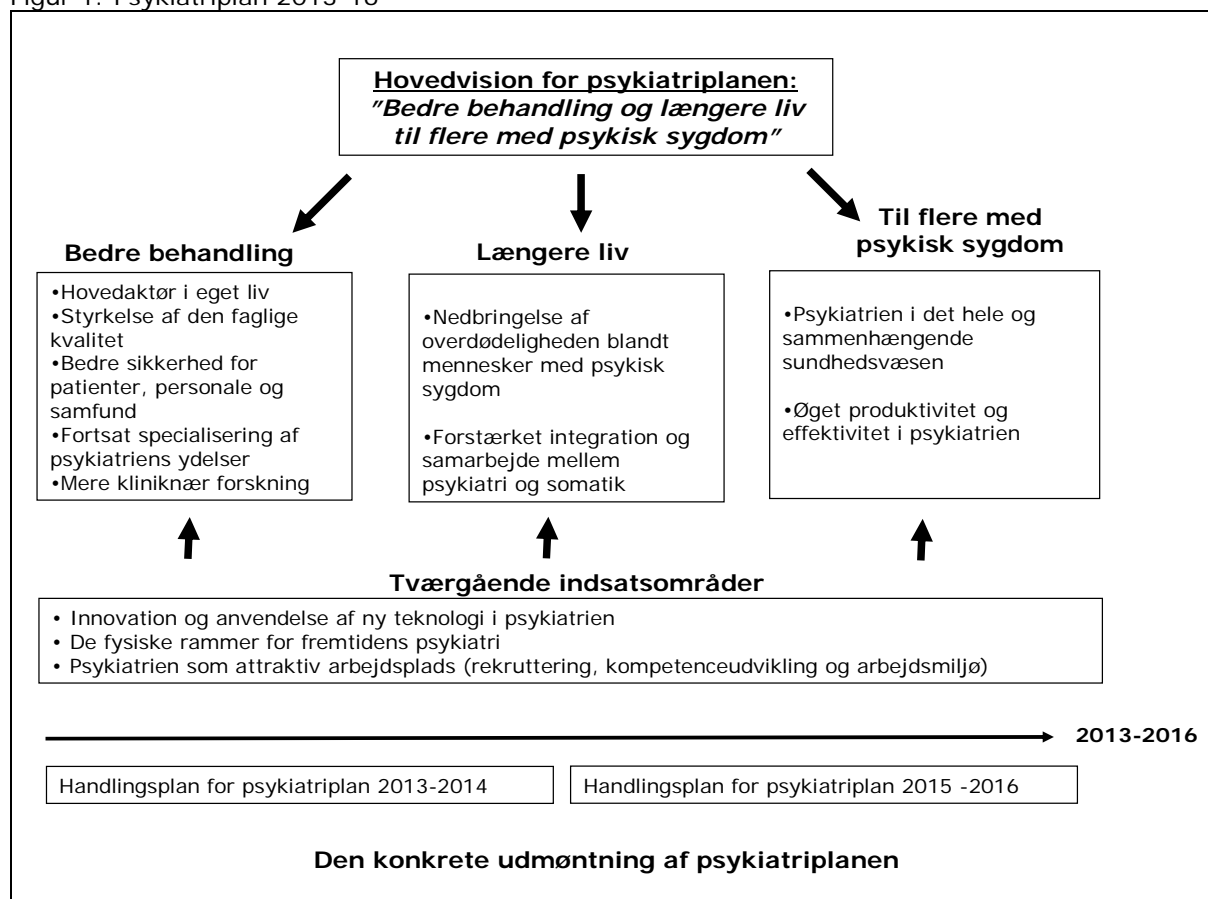 Figur 1: Psykiatriplan 2013-16
Hovedvision for psykiatriplanen:
"Bedre behandling og længere liv
til flere med psykisk sygdom"
Bedre behandling
•Hovedaktør i eget liv
•Styrkelse af den faglige
kvalitet
•Bedre sikkerhed for
patienter, personale og
samfund
•Fortsat specialisering af
psykiatriens ydelser
•Mere kliniknær forskning
Længere liv
•Nedbringelse af
overdødeligheden blandt
mennesker med psykisk
sygdom
•Forstærket integration og
samarbejde mellem
psykiatri og somatik
Til flere med
psykisk sygdom
•Psykiatrien i det hele og
sammenhængende
sundhedsvæsen
•Øget produktivitet og
effektivitet i psykiatrien
Tværgående indsatsområder
• Innovation og anvendelse af ny teknologi i psykiatrien
• De fysiske rammer for fremtidens psykiatri
• Psykiatrien som attraktiv arbejdsplads (rekruttering, kompetenceudvikling og arbejdsmiljø)
2013-2016
Handlingsplan for psykiatriplan 2013-2014
Handlingsplan for psykiatriplan 2015 -2016
Den konkrete udmøntning af psykiatriplanen